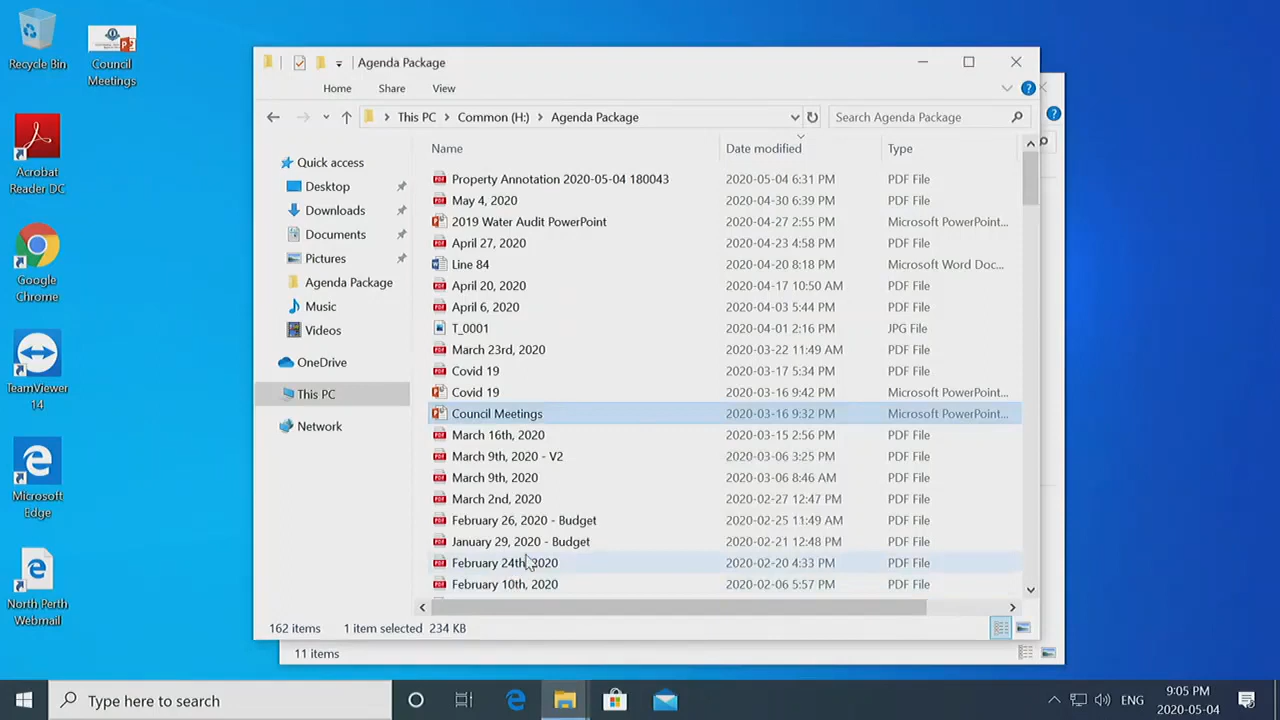 Recycle Bin
Council
Meetings
Acrobat
Reader DC
Google
Chrome
TeamViewer
14
Microsoft
Edge
North Perth
Webmail
Agenda Package
Home Share View
This PC > Common (H:) > Agenda Package
Search Agenda Package
Quick access
Desktop
Downloads
Documents
Pictures
Agenda Package
Music
Videos
OneDrive
This PC
Network
Name Date modified Type
Property Annotation 2020-05-04 180043 2020-05-04 6:31 PM PDF File
May 4, 2020 2020-04-30 6:39 PM PDF File
2019 Water Audit PowerPoint 2020-04-27 2:55 PM Microsoft PowerPoint...
April 27, 2020 2020-04-23 4:58 PM PDF File
Line 84 2020-04-20 8:18 PM Microsoft Word Doc...
April 20, 2020 2020-04-17 10:50 AM PDF File
April 6, 2020 2020-04-03 5:44 PM PDF File
T_0001 2020-04-01 2:16 PM JPG File
March 23rd, 2020 2020-03-22 11:49 AM PDF File
Covid 19 2020-03-17 5:34 PM PDF File
Covid 19 2020-03-16 9:42 PM Microsoft PowerPoint...
Council Meetings 2020-03-16 9:32 PM Microsoft PowerPoint...
March 16th, 2020 2020-03-15 2:56 PM PDF File
March 9th, 2020 - V2 2020-03-06 3:25 PM PDF File
March 9th, 2020 2020-03-06 8:46 AM PDF File
March 2nd, 2020 2020-02-27 12:47 PM PDF File
February 26, 2020 - Budget 2020-02-25 11:49 AM PDF File
January 29, 2020 - Budget 2020-02-21 12:48 PM PDF File
February 24th, 2020 2020-02-20 4:33 PM PDF File
February 10th, 2020 2020-02-06 5:57 PM PDF File
162 items 1 item selected 234 KB
11 items
Type here to search
ENG
9:05 PM
2020-05-04